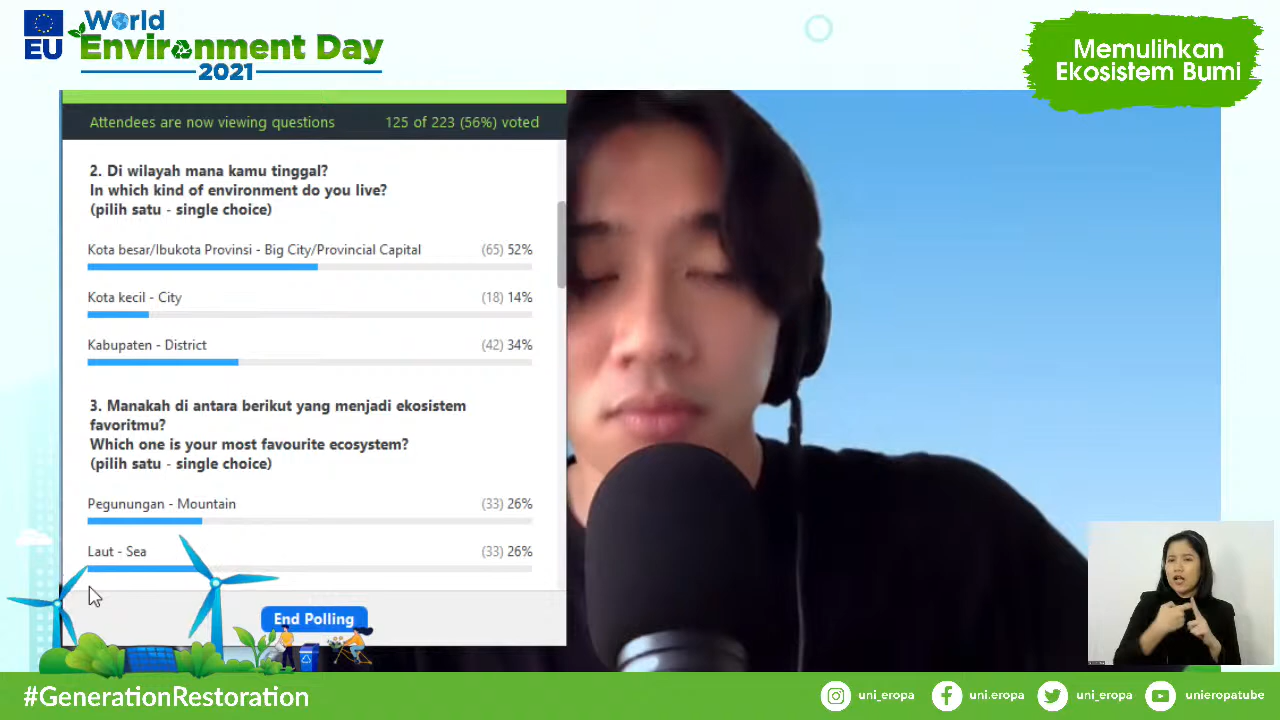 EU
World
Environment Day
2021
Memulihkan
Ekosistem Bumi
Attendees are now viewing questions 125 of 223 (56%) voted
2. Di wilayah mana kamu tinggal?
In which kind of environment do you live?
(pilih satu - single choice)
Kota besar/Ibukota Provinsi - Big City/Provincial Capital (65) 52%
Kota kecil - City (18) 14%
Kabupaten - District (42) 34%
3. Manakah di antara berikut yang menjadi ekosistem
favoritmu?
Which one is your most favourite ecosystem?
(pilih satu - single choice)
Pegunungan - Mountain (33) 26%
Laut - Sea (33) 26%
End Polling
#GenerationRestoration
uni_eropa
uni.eropa
uni_eropa
unieropatube